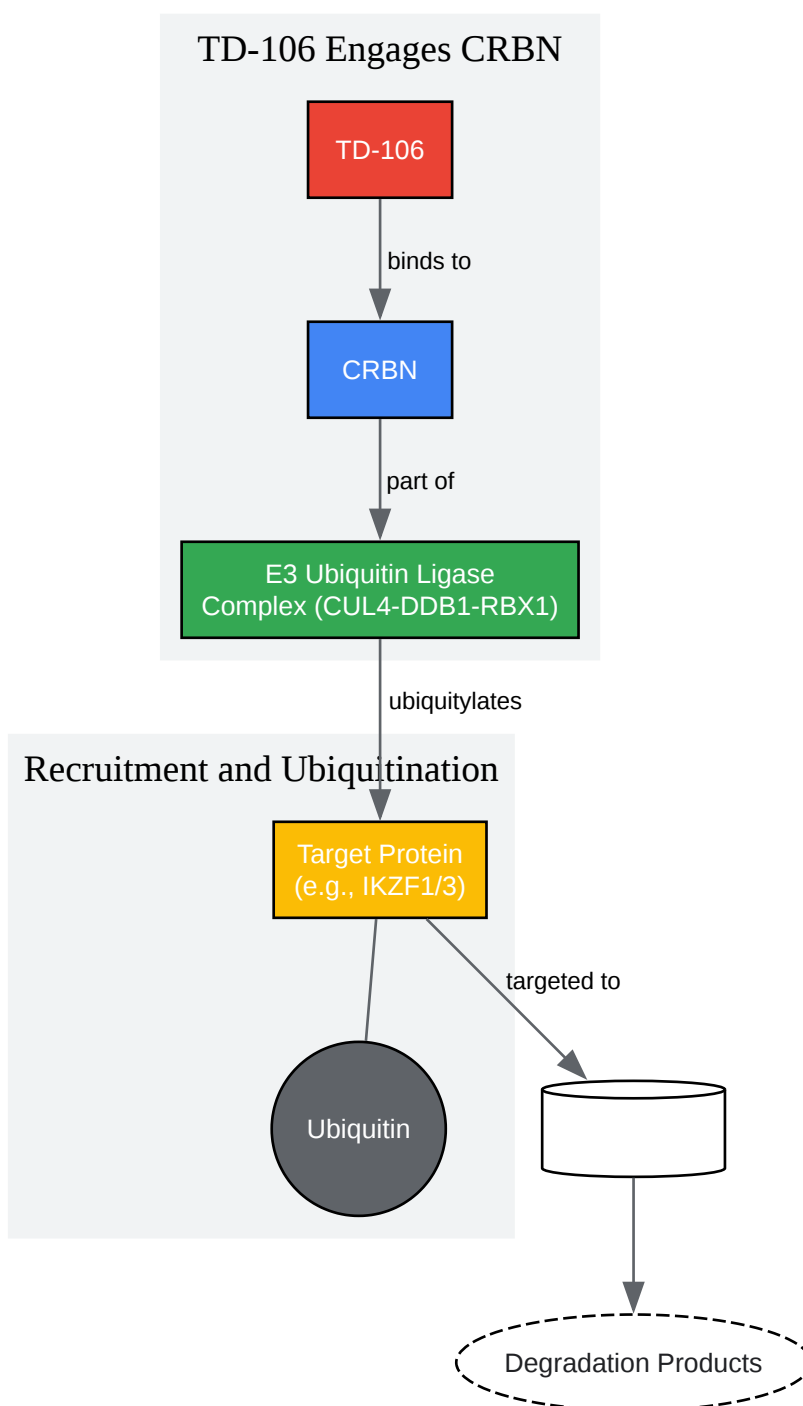 TD-106 Engages CRBN
TD-106
binds to
CRBN
part of
E3 Ubiquitin Ligase
Complex (CUL4-DDB1-RBX1)
ubiquitylates
Recruitment and Ubiquitination
Target Protein
(e.g., IKZF1/3)
targeted to
Ubiquitin
Degradation Products